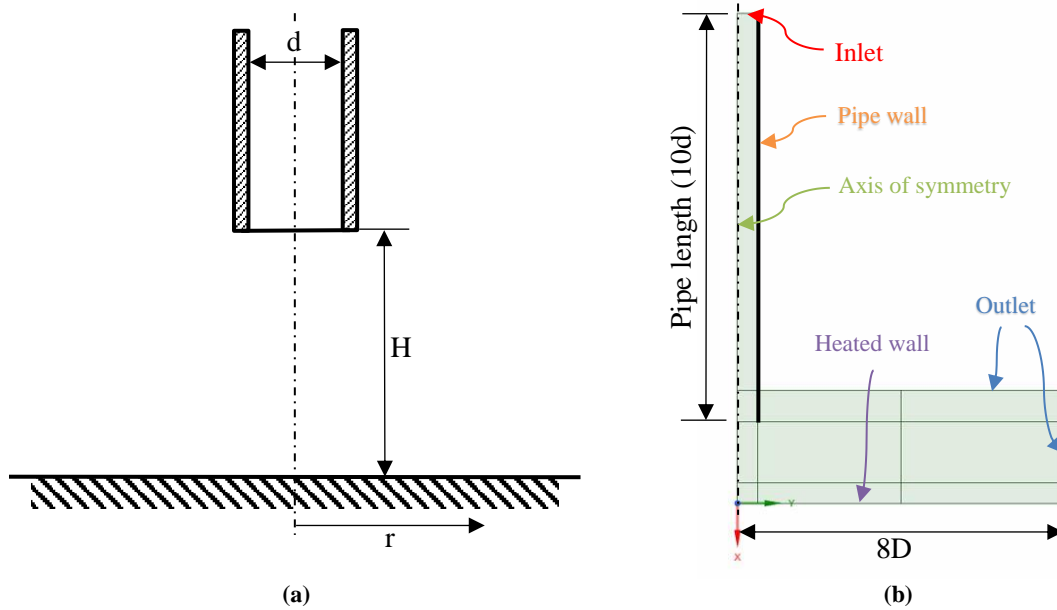 d
H
r
(a)
Inlet
Pipe wall
Axis of symmetry
Pipe length (10d)
Outlet
Heated wall
Y
X
8D
(b)